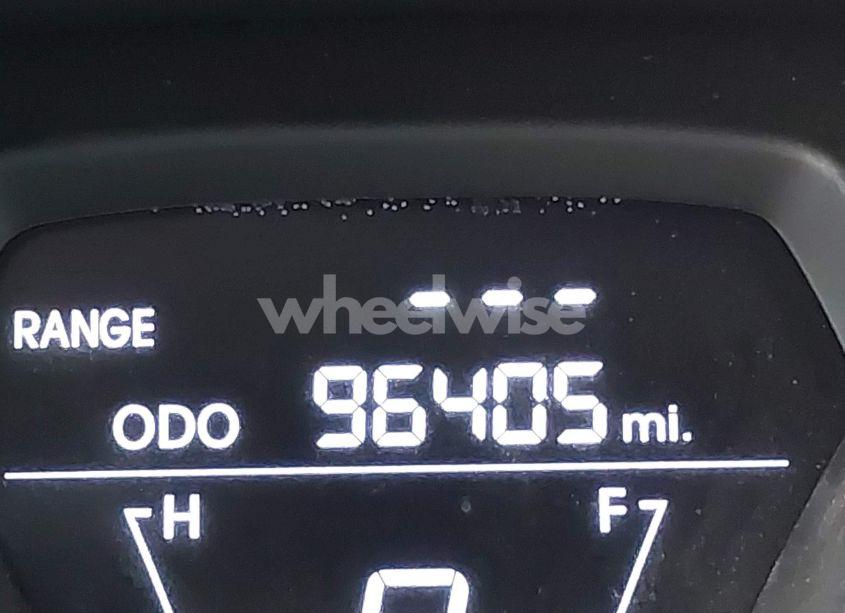 wheelwise
RANGE ---
ODO 96405 mi.
H F